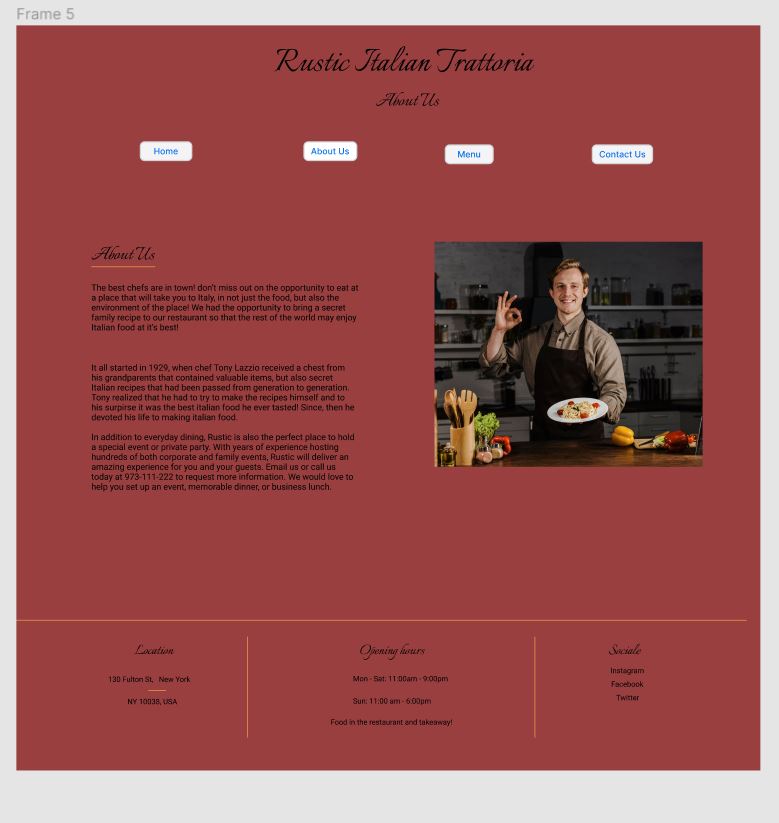 Frame 5
Rustic Italian Trattoria
About Us
Home
About Us
Menu
Contact Us
About Us
The best chefs are in town! don't miss out on the opportunity to eat at
a place that will take you to Italy, in not just the food, but also the
environment of the place! We had the opportunity to bring a secret
family recipe to our restaurant so that the rest of the world may enjoy
Italian food at it's best!
It all started in 1929, when chef Tony Lazzio received a chest from
his grandparents that contained valuable items, but also secret
Italian recipes that had been passed from generation to generation.
Tony realized that he had to try to make the recipes himself and to
his surpirse it was the best italian food he ever tasted! Since, then he
devoted his life to making italian food.
In addition to everyday dining, Rustic is also the perfect place to hold
a special event or private party. With years of experience hosting
hundreds of both corporate and family events, Rustic will deliver an
amazing experience for you and your guests. Email us or call us
today at 973-111-222 to request more information. We would love to
help you set up an event, memorable dinner, or business lunch.
Location
130 Fulton St, New York
NY 10038, USA
Opening hours
Mon - Sat: 11:00am - 9:00pm
Sun: 11:00 am - 6:00pm
Food in the restaurant and takeaway!
Sociale
Instagram
Facebook
Twitter